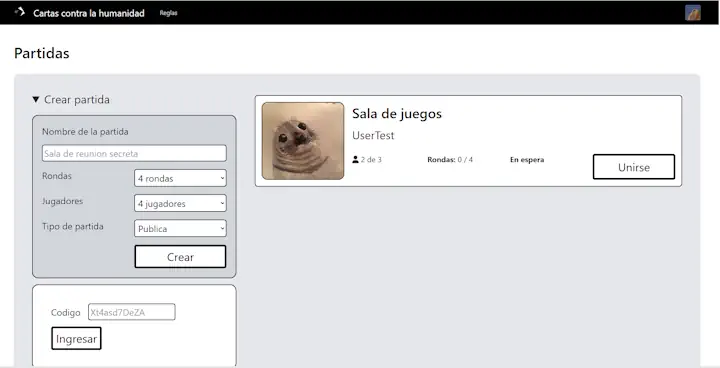 Cartas contra la humanidad Reglas
Partidas
▼ Crear partida
Nombre de la partida
Sala de reunion secreta
Rondas 4 rondas
Jugadores 4 jugadores
Tipo de partida Publica
Crear
Codigo Xt4asd7DeZA
Ingresar
Sala de juegos
UserTest
2 de 3 Rondas: 0 / 4 En espera
Unirse